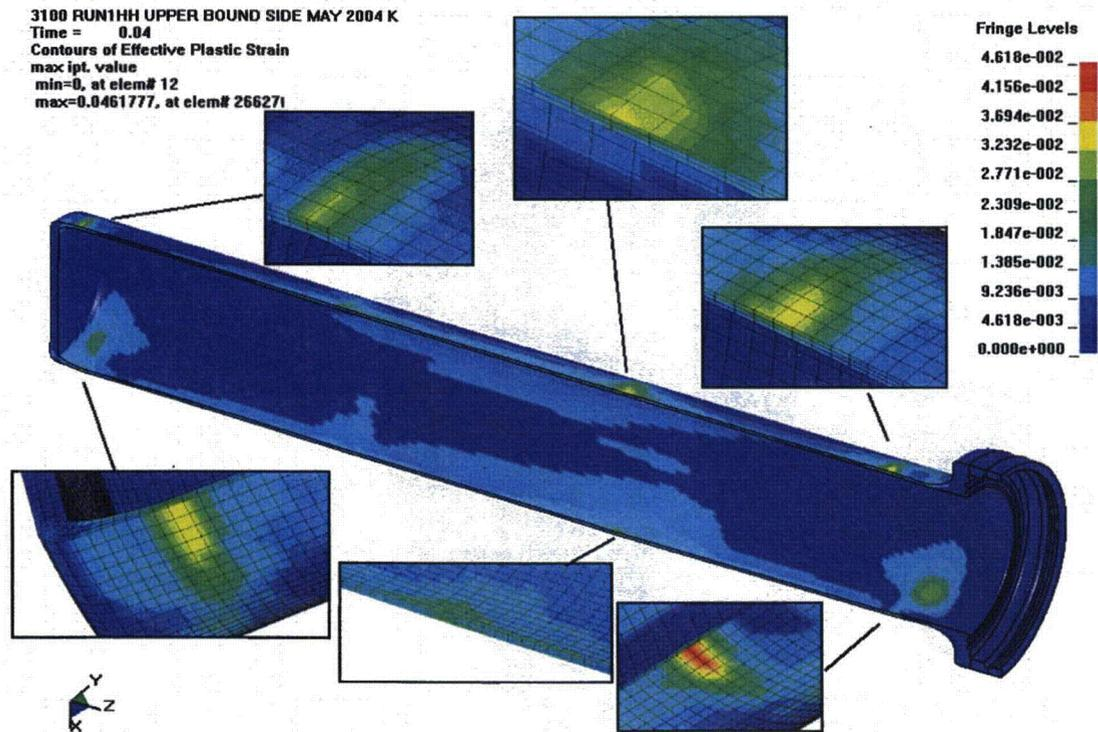 3100 RUN1HH UPPER BOUND SIDE MAY 2004 K
Time = 0.04
Contours of Effective Plastic Strain
max ipt. value
min=0, at elem# 12
max=0.0461777, at elem# 266271
Fringe Levels
4.618e-002
4.156e-002
3.694e-002
3.232e-002
2.771e-002
2.309e-002
1.847e-002
1.385e-002
9.236e-003
4.618e-003
0.000e+000
Y
Z
X